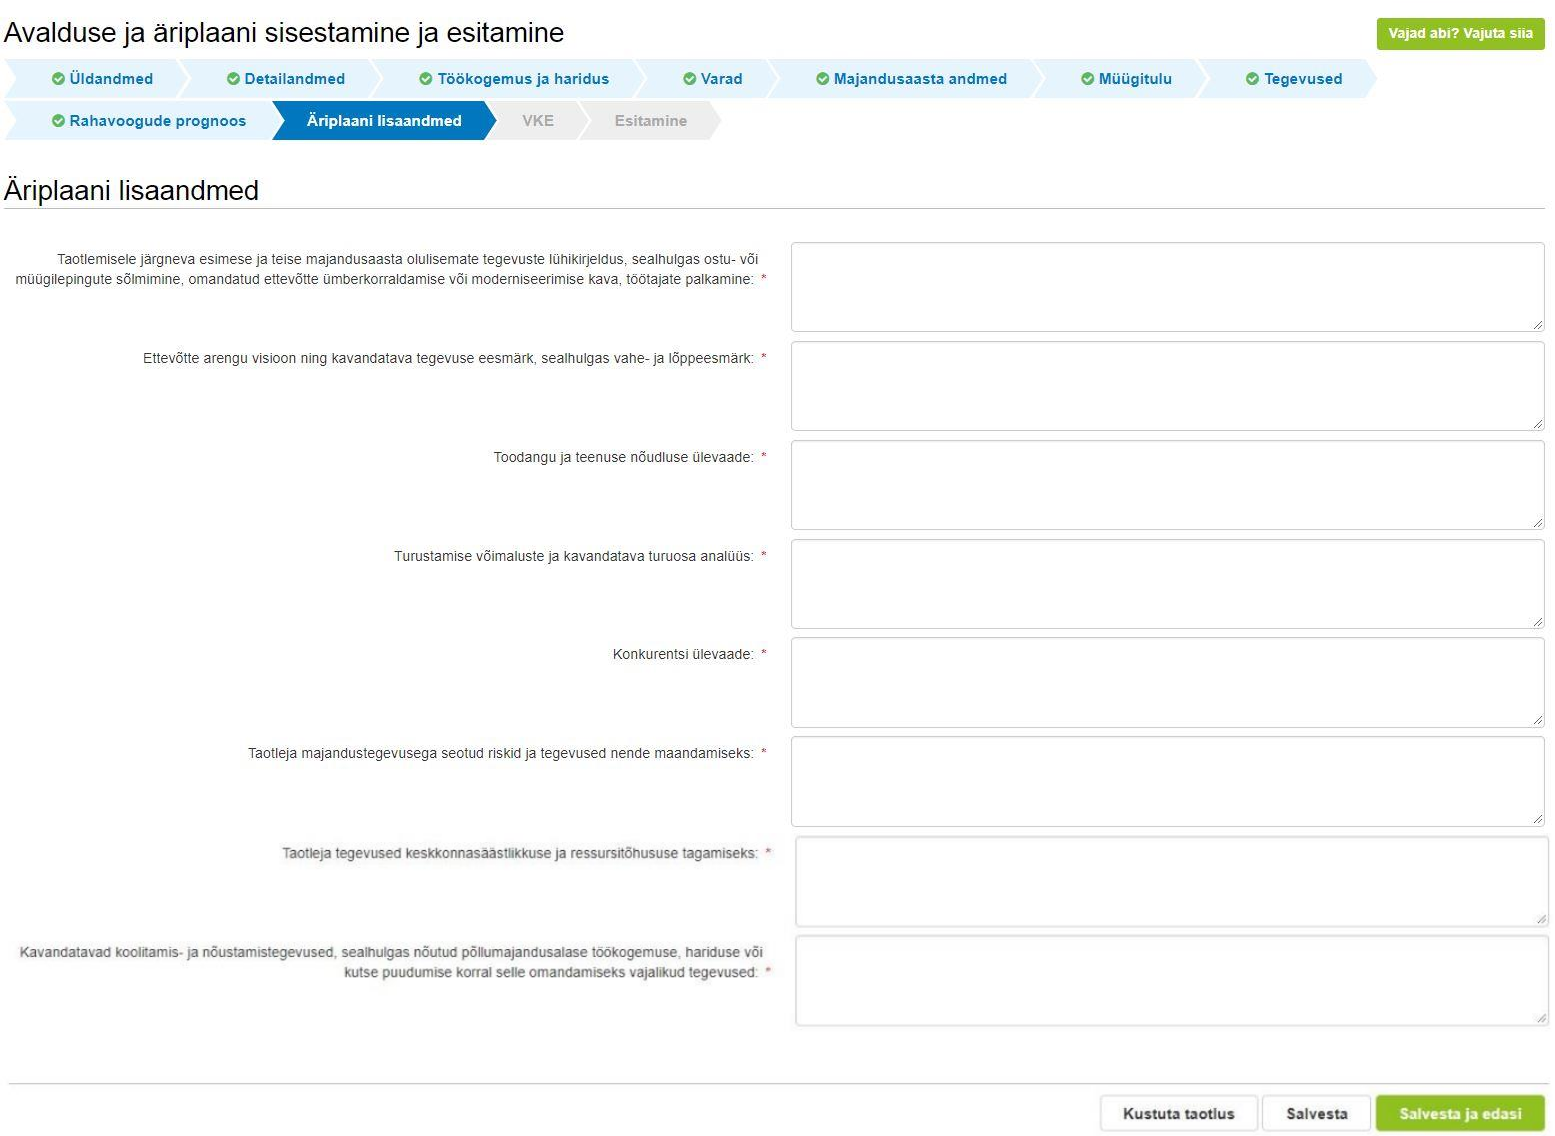 Avalduse ja äriplaani sisestamine ja esitamine
Vajad abi? Vajuta siia
Üldandmed
Detailandmed
Töökogemus ja haridus
Varad
Majandusaasta andmed
Müügitulu
Tegevused
Rahavoogude prognoos
Äriplaani lisaandmed
VKE
Esitamine
Äriplaani lisaandmed
Taotlemisele järgneva esimese ja teise majandusaasta olulisemate tegevuste lühikirjeldus, sealhulgas ostu- või
müügilepingute sõlmimine, omandatud ettevõtte ümberkorraldamise või moderniseerimise kava, töötajate palkamine: *
Ettevõtte arengu visioon ning kavandatava tegevuse eesmärk, sealhulgas vahe- ja lõppeesmärk: *
Toodangu ja teenuse nõudluse ülevaade: *
Turustamise võimaluste ja kavandatava turuosa analüüs: *
Konkurentsi ülevaade: *
Taotleja majandustegevusega seotud riskid ja tegevused nende maandamiseks: *
Taotleja tegevused keskkonnasäästlikkuse ja ressursitõhususe tagamiseks: *
Kavandatavad koolitamis- ja nõustamistegevused, sealhulgas nõutud põllumajandusalase töökogemuse, hariduse või
kutse puudumise korral selle omandamiseks vajalikud tegevused: *
Kustuta taotlus
Salvesta
Salvesta ja edasi